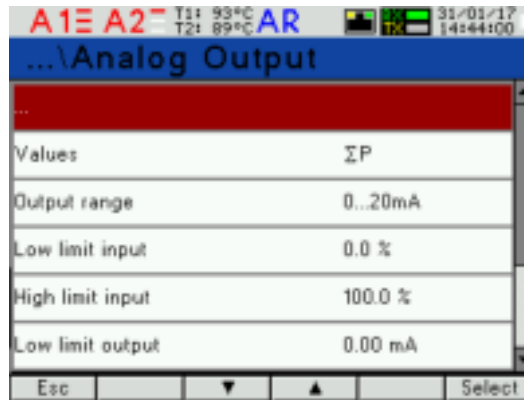 A1 A2 T1: 93°C AR 31/01/17
T2: 89°C RX TX 14:44:00
...\Analog Output
...
Values ΣP
Output range 0...20mA
Low limit input 0.0 %
High limit input 100.0 %
Low limit output 0.00 mA
Esc ▼ ▲ Select